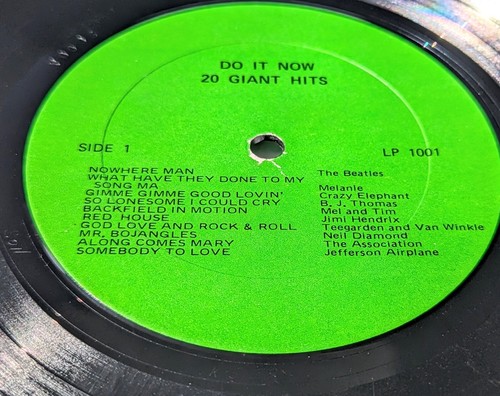 DO IT NOW
20 GIANT HITS
SIDE 1 LP 1001
NOWHERE MAN The Beatles
WHAT HAVE THEY DONE TO MY
SONG MA Melanie
GIMME GIMME GOOD LOVIN' Crazy Elephant
SO LONESOME I COULD CRY B. J. Thomas
BACKFIELD IN MOTION Mel and Tim
RED HOUSE Jimi Hendrix
GOD LOVE AND ROCK & ROLL Teegarden and Van Winkle
MR. BOJANGLES Neil Diamond
ALONG COMES MARY The Association
SOMEBODY TO LOVE Jefferson Airplane